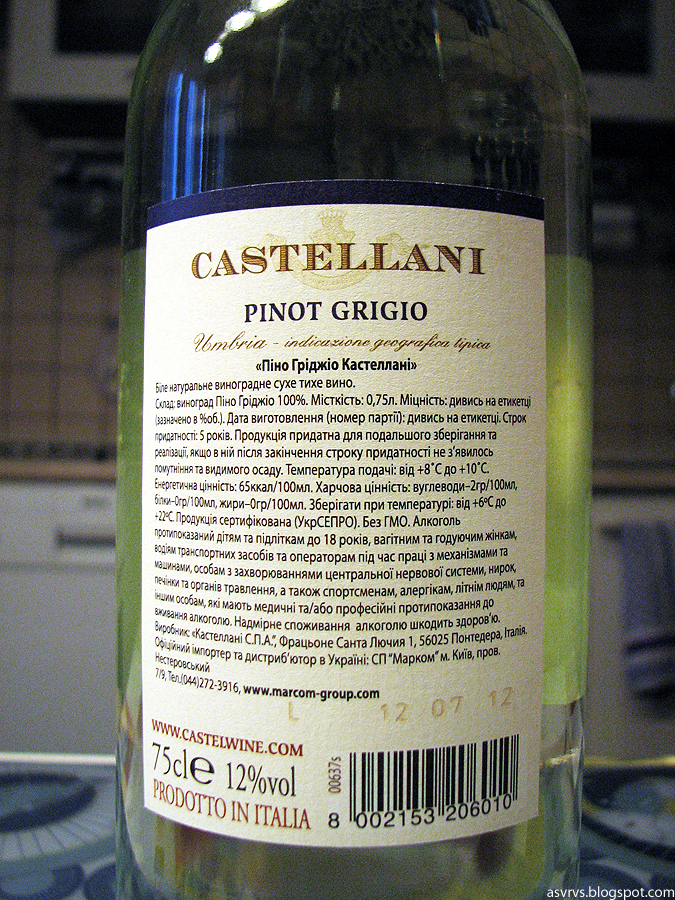 CASTELLANI
PINOT GRIGIO
Umbria - indicazione geografica tipica
«Піно Гріджіо Кастеллані»
Біле натуральне виноградне сухе тихе вино.
Склад: виноград Піно Гріджіо 100%. Місткість: 0,75л. Міцність: дивись на етикетці
(зазначено в %об.). Дата виготовлення (номер партії): дивись на етикетці. Строк
придатності: 5 років. Продукція придатна для подальшого зберігання та
реалізації, якщо в ній після закінчення строку придатності не з'явилось
помутніння та видимого осаду. Температура подачі: від +8˚С до +10˚С.
Енергетична цінність: 65ккал/100мл. Харчова цінність: вуглеводи–2гр/100мл,
білки–0гр/100мл, жири–0гр/100мл. Зберігати при температурі: від +6ºС до
+22ºС. Продукція сертифікована (УкрСЕПРО). Без ГМО. Алкоголь
протипоказаний дітям та підліткам до 18 років, вагітним та годуючим жінкам,
водіям транспортних засобів та операторам під час праці з механізмами та
машинами, особам з захворюваннями центральної нервової системи, нирок,
печінки та органів травлення, а також спортсменам, алергікам, літнім людям, та
іншим особам, які мають медичні та/або професійні протипоказання до
вживання алкоголю. Надмірне споживання алкоголю шкодить здоров'ю.
Виробник: «Кастеллані С.П.А.", Фрацьоне Санта Лючия 1, 56025 Понтедера, Італія.
Офіційний імпортер та дистриб'ютор в Україні: СП "Марком" м. Київ, пров.
Нестеровський
7/9, Тел.(044)272-3916, www.marcom-group.com
L 12 07 12
WWW.CASTELWINE.COM
75cl e 12%vol
PRODOTTO IN ITALIA
00637s
8 002153 206010
asvrvs.blogspot.com